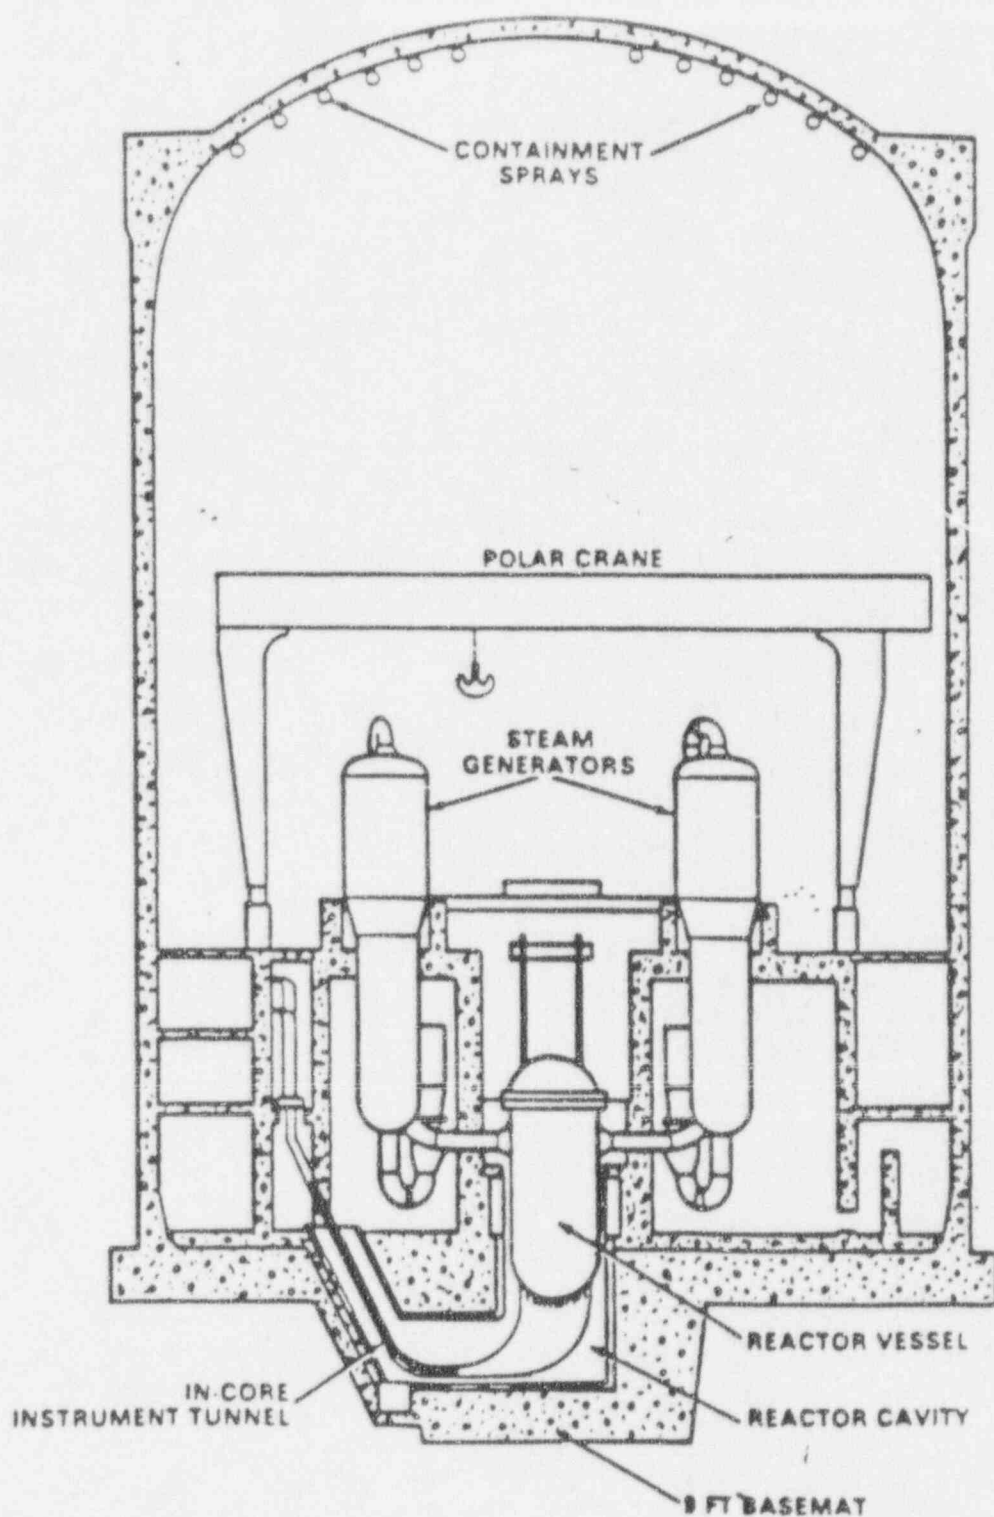 CONTAINMENT
SPRAYS
POLAR CRANE
STEAM
GENERATORS
REACTOR VESSEL
IN-CORE
INSTRUMENT TUNNEL
REACTOR CAVITY
FT BASEMAT